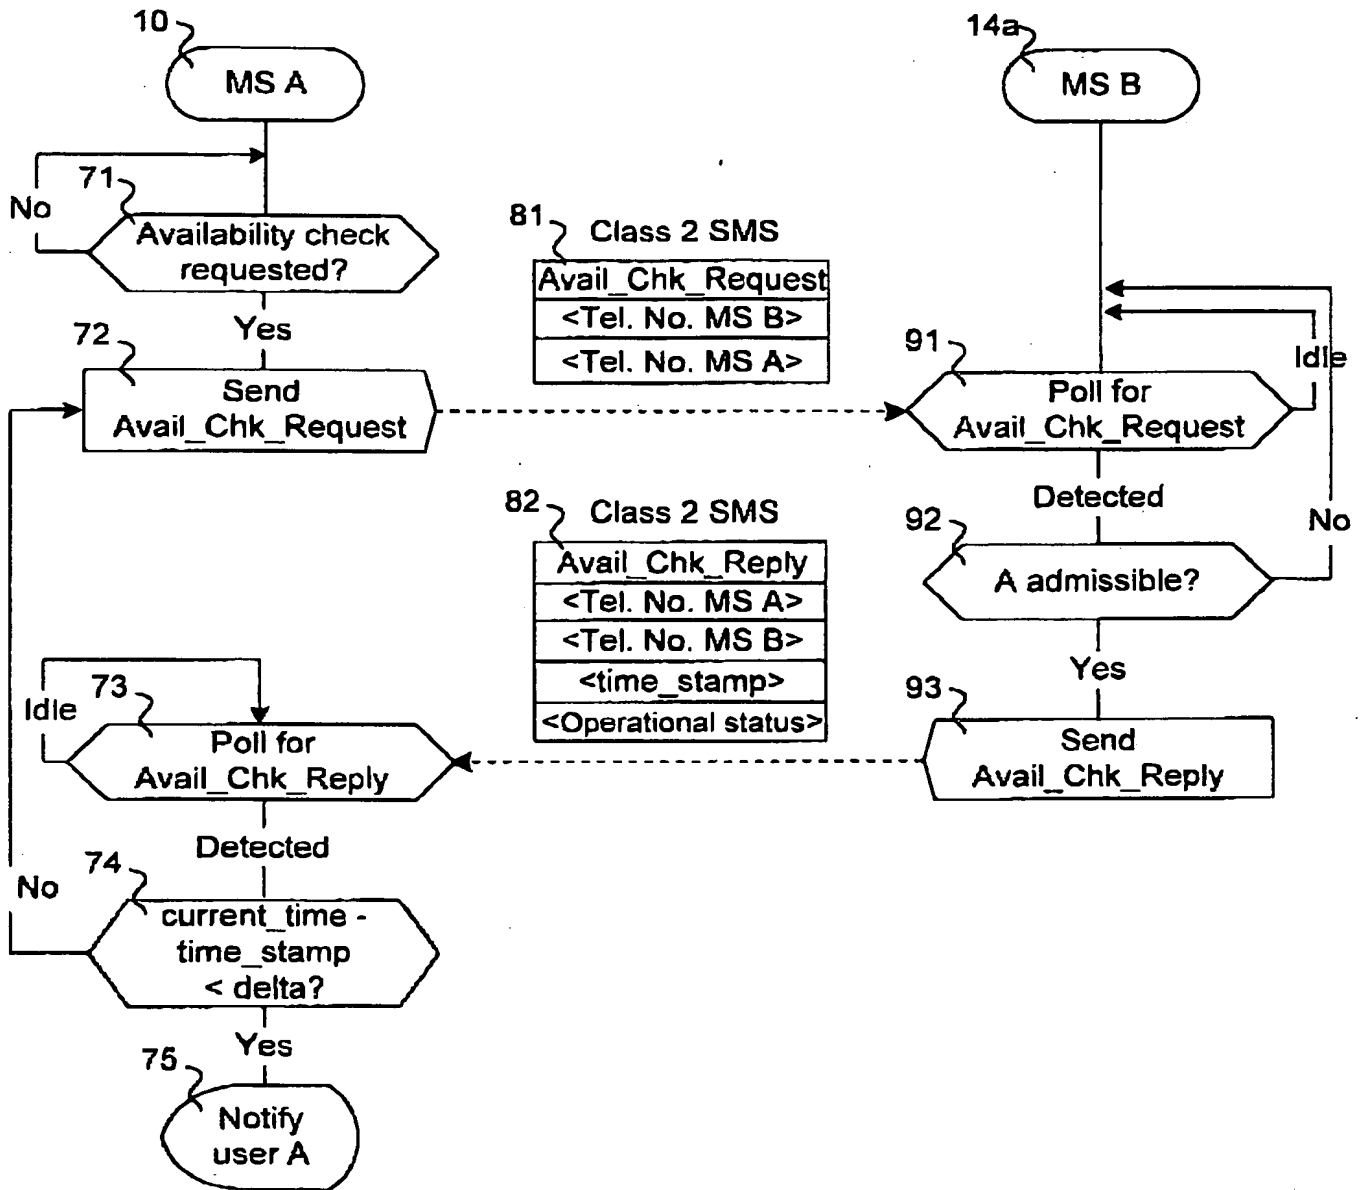 10
MS A
14a
MS B
71
No
Availability check
requested?
Yes
72
Send
Avail_Chk_Request
81
Class 2 SMS
Avail_Chk_Request
<Tel. No. MS B>
<Tel. No. MS A>
91
Idle
Poll for
Avail_Chk_Request
Detected
No
92
A admissible?
Yes
93
Send
Avail_Chk_Reply
82
Class 2 SMS
Avail_Chk_Reply
<Tel. No. MS A>
<Tel. No. MS B>
<time_stamp>
<Operational status>
73
Idle
Poll for
Avail_Chk_Reply
Detected
74
No
current_time -
time_stamp
< delta?
Yes
75
Notify
user A